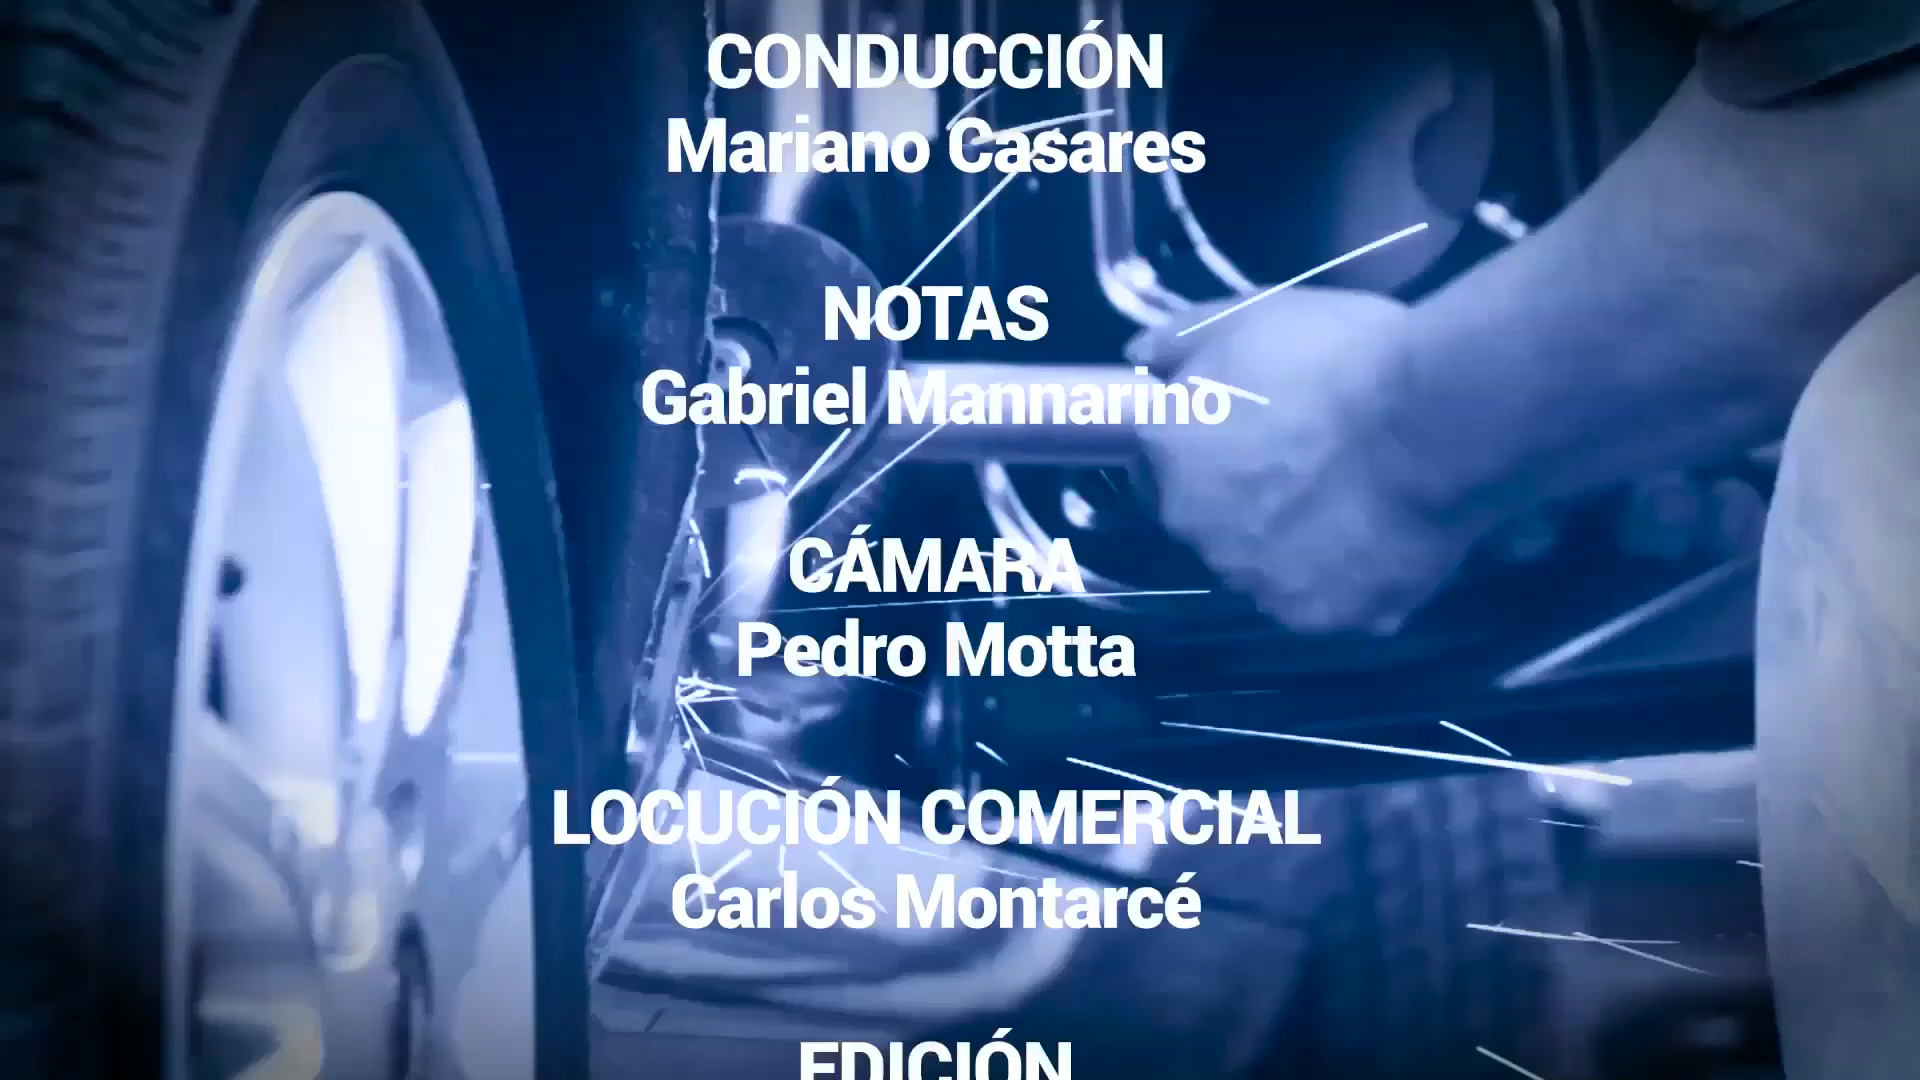 CONDUCCIÓN
Mariano Casares
NOTAS
Gabriel Mannarino
CÁMARA
Pedro Motta
LOCUCIÓN COMERCIAL
Carlos Montarcé
EDICIÓN